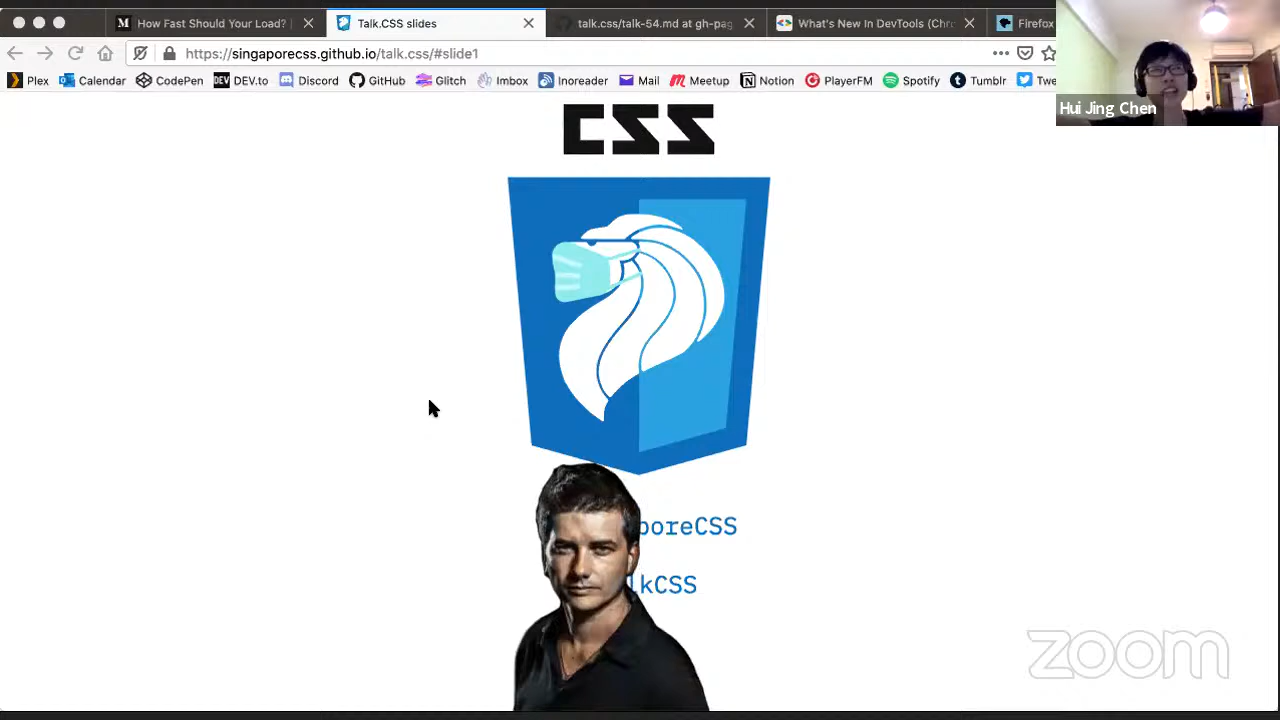 How Fast Should Your Load? |
Talk.CSS slides
talk.css/talk-54.md at gh-pag
What's New In DevTools (Chro
Firefox
https://singaporecss.github.io/talk.css/#slide1
Plex
Calendar
CodePen
DEV.to
Discord
GitHub
Glitch
Imbox
Inoreader
Mail
Meetup
Notion
PlayerFM
Spotify
Tumblr
Twe
Hui Jing Chen
CSS
poreCSS
lkCSS
zoom